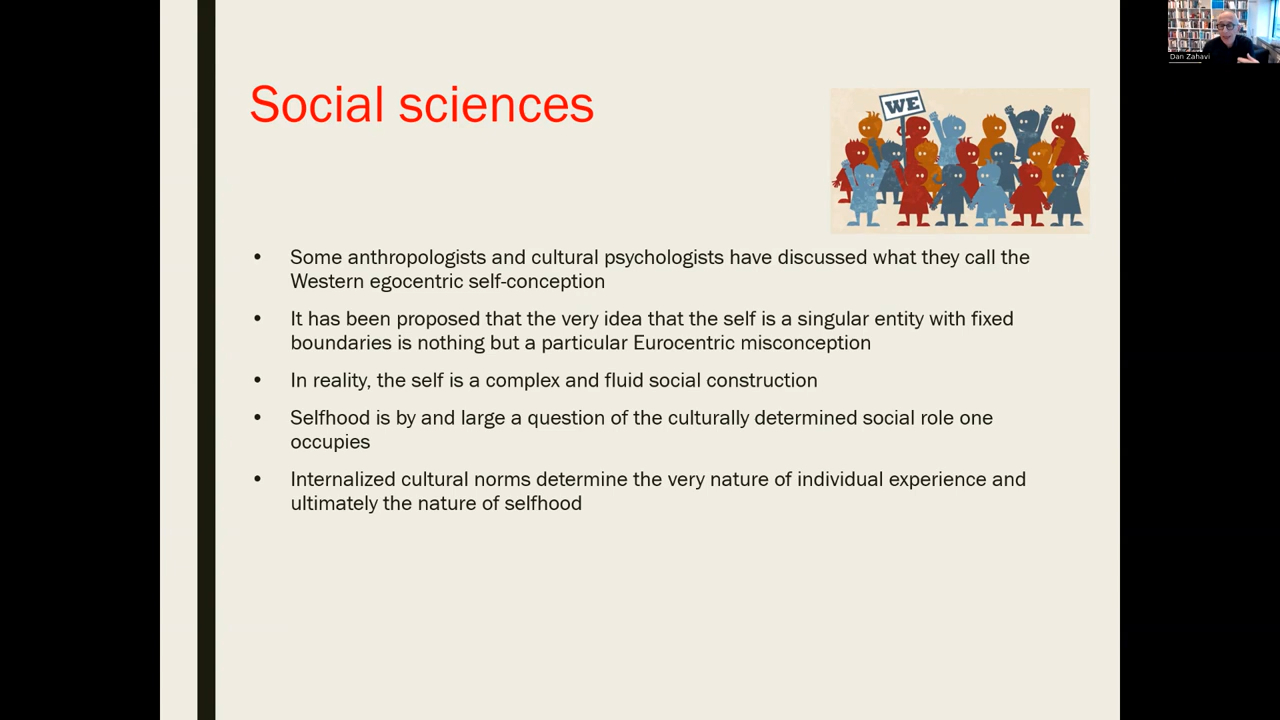 Dan Zahavi
Social sciences
WE
• Some anthropologists and cultural psychologists have discussed what they call the
Western egocentric self-conception
• It has been proposed that the very idea that the self is a singular entity with fixed
boundaries is nothing but a particular Eurocentric misconception
• In reality, the self is a complex and fluid social construction
• Selfhood is by and large a question of the culturally determined social role one
occupies
• Internalized cultural norms determine the very nature of individual experience and
ultimately the nature of selfhood